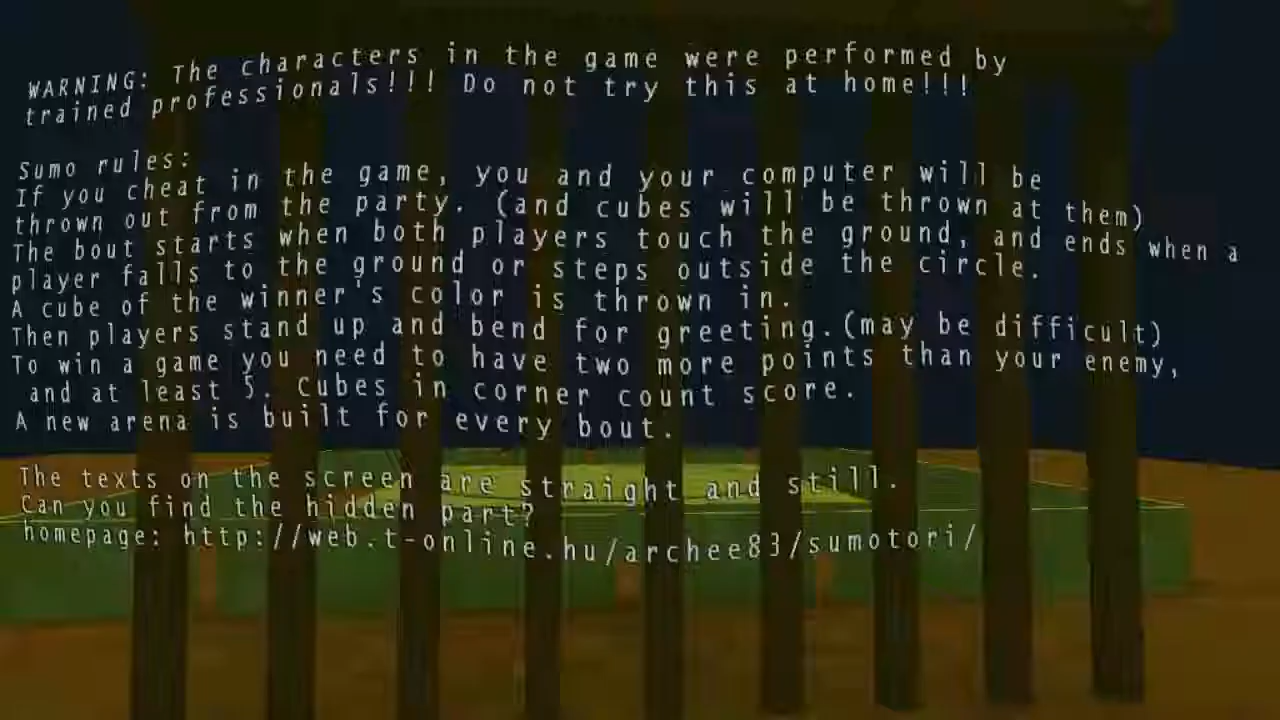 WARNING: The characters in the game were performed by
trained professionals!!! Do not try this at home!!!
Sumo rules:
If you cheat in the game, you and your computer will be
thrown out from the party. (and cubes will be thrown at them)
The bout starts when both players touch the ground, and ends when a
player falls to the ground or steps outside the circle.
A cube of the winner's color is thrown in.
Then players stand up and bend for greeting.(may be difficult)
To win a game you need to have two more points than your enemy,
and at least 5. Cubes in corner count score.
A new arena is built for every bout.
The texts on the screen are straight and still.
Can you find the hidden part?
homepage: http://web.t-online.hu/archee83/sumotori/